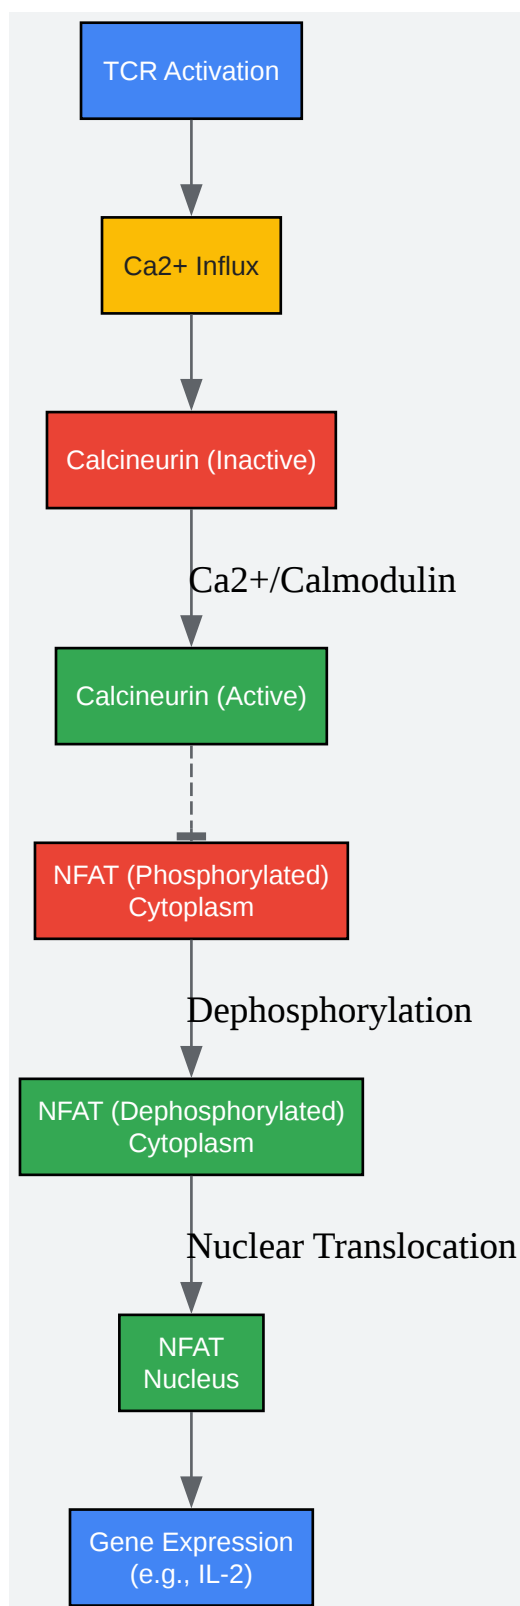 TCR Activation
Ca2+ Influx
Calcineurin (Inactive)
Ca2+/Calmodulin
Calcineurin (Active)
NFAT (Phosphorylated)
Cytoplasm
Dephosphorylation
NFAT (Dephosphorylated)
Cytoplasm
Nuclear Translocation
NFAT
Nucleus
Gene Expression
(e.g., IL-2)